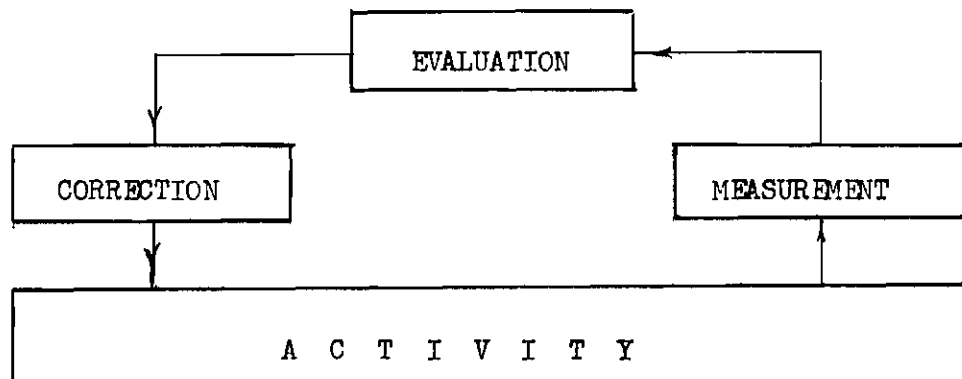 EVALUATION
CORRECTION
MEASUREMENT
A C T I V I T Y